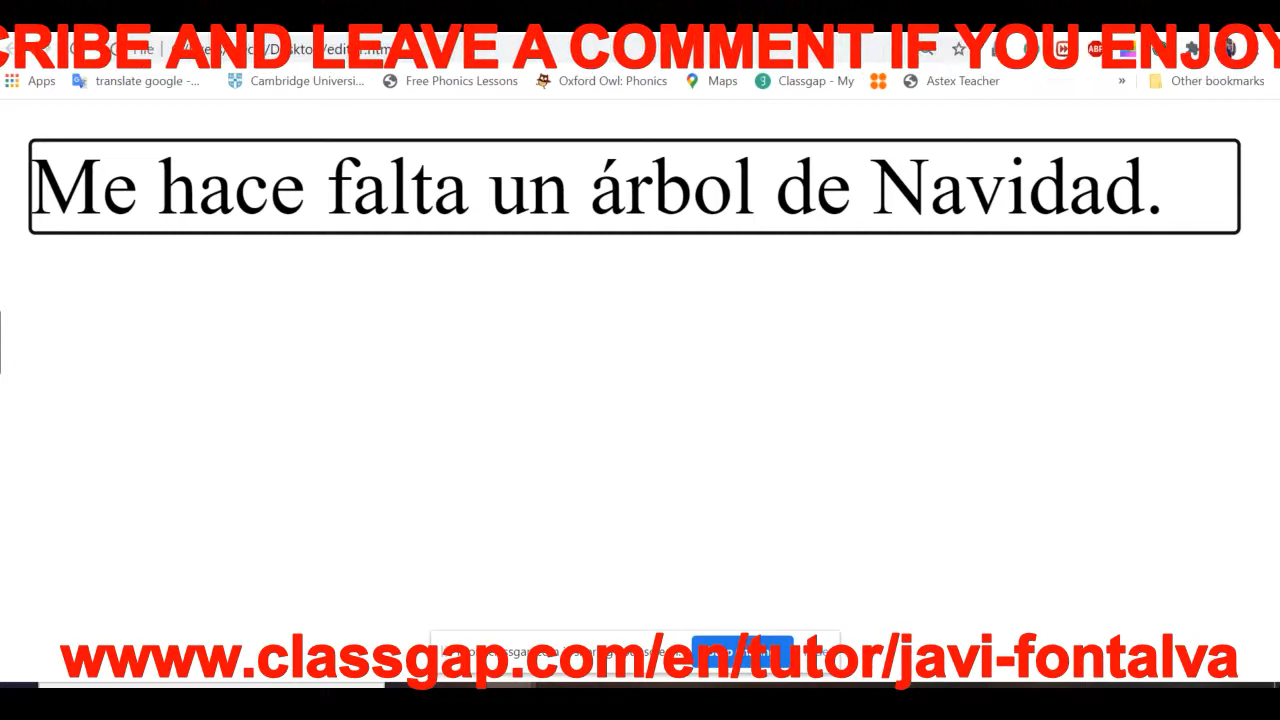 CRIBE AND LEAVE A COMMENT IF YOU ENJOY
File
Apps translate google -... Cambridge Universi... Free Phonics Lessons Oxford Owl: Phonics Maps Classgap - My Astex Teacher » Other bookmarks
Me hace falta un árbol de Navidad.
www.classgap.com/en/tutor/javi-fontalva